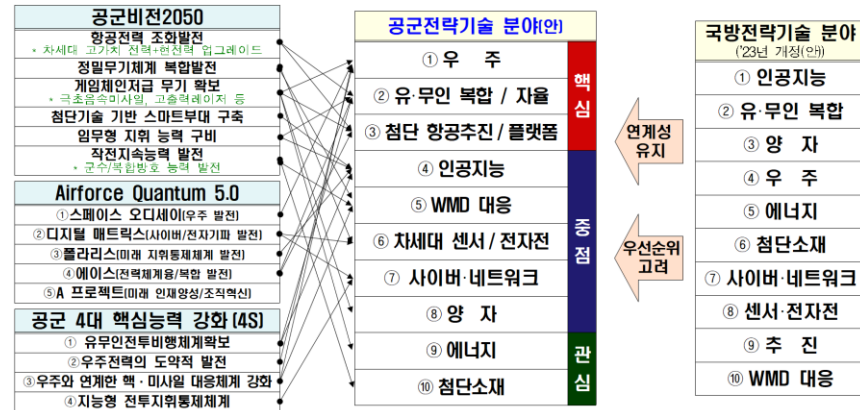 공군비전2050
항공전력 조화발전
* 차세대 고가치 전력+현전력 업그레이드
정밀무기체계 복합발전
게임체인저급 무기 확보
* 극초음속미사일, 고출력레이저 등
첨단기술 기반 스마트부대 구축
임무형 지휘 능력 구비
작전지속능력 발전
* 군수/복합방호 능력 발전
Airforce Quantum 5.0
①스페이스 오디세이(우주 발전)
②디지털 매트릭스(사이버/전자기파 발전)
③폴라리스(미래 지휘통제체계 발전)
④에이스(전력체계융/복합 발전)
⑤A 프로젝트(미래 인재양성/조직혁신)
공군 4대 핵심능력 강화(4S)
① 유무인전투비행체계확보
②우주전력의 도약적 발전
③우주와 연계한 핵·미사일 대응체계 강화
④지능형 전투지휘통제체계
공군전략기술 분야(안)
① 우 주
② 유·무인 복합 / 자율
③ 첨단 항공추진 / 플랫폼
④ 인공지능
⑤ WMD 대응
⑥ 차세대 센서 / 전자전
⑦ 사이버·네트워크
⑧ 양 자
⑨ 에너지
⑩ 첨단소재
핵심
중점
관심
연계성
유지
우선순위
고려
국방전략기술 분야
('23년 개정(안))
① 인공지능
② 유·무인 복합
③ 양 자
④ 우 주
⑤ 에너지
⑥ 첨단소재
⑦ 사이버·네트워크
⑧ 센서·전자전
⑨ 추 진
⑩ WMD 대응